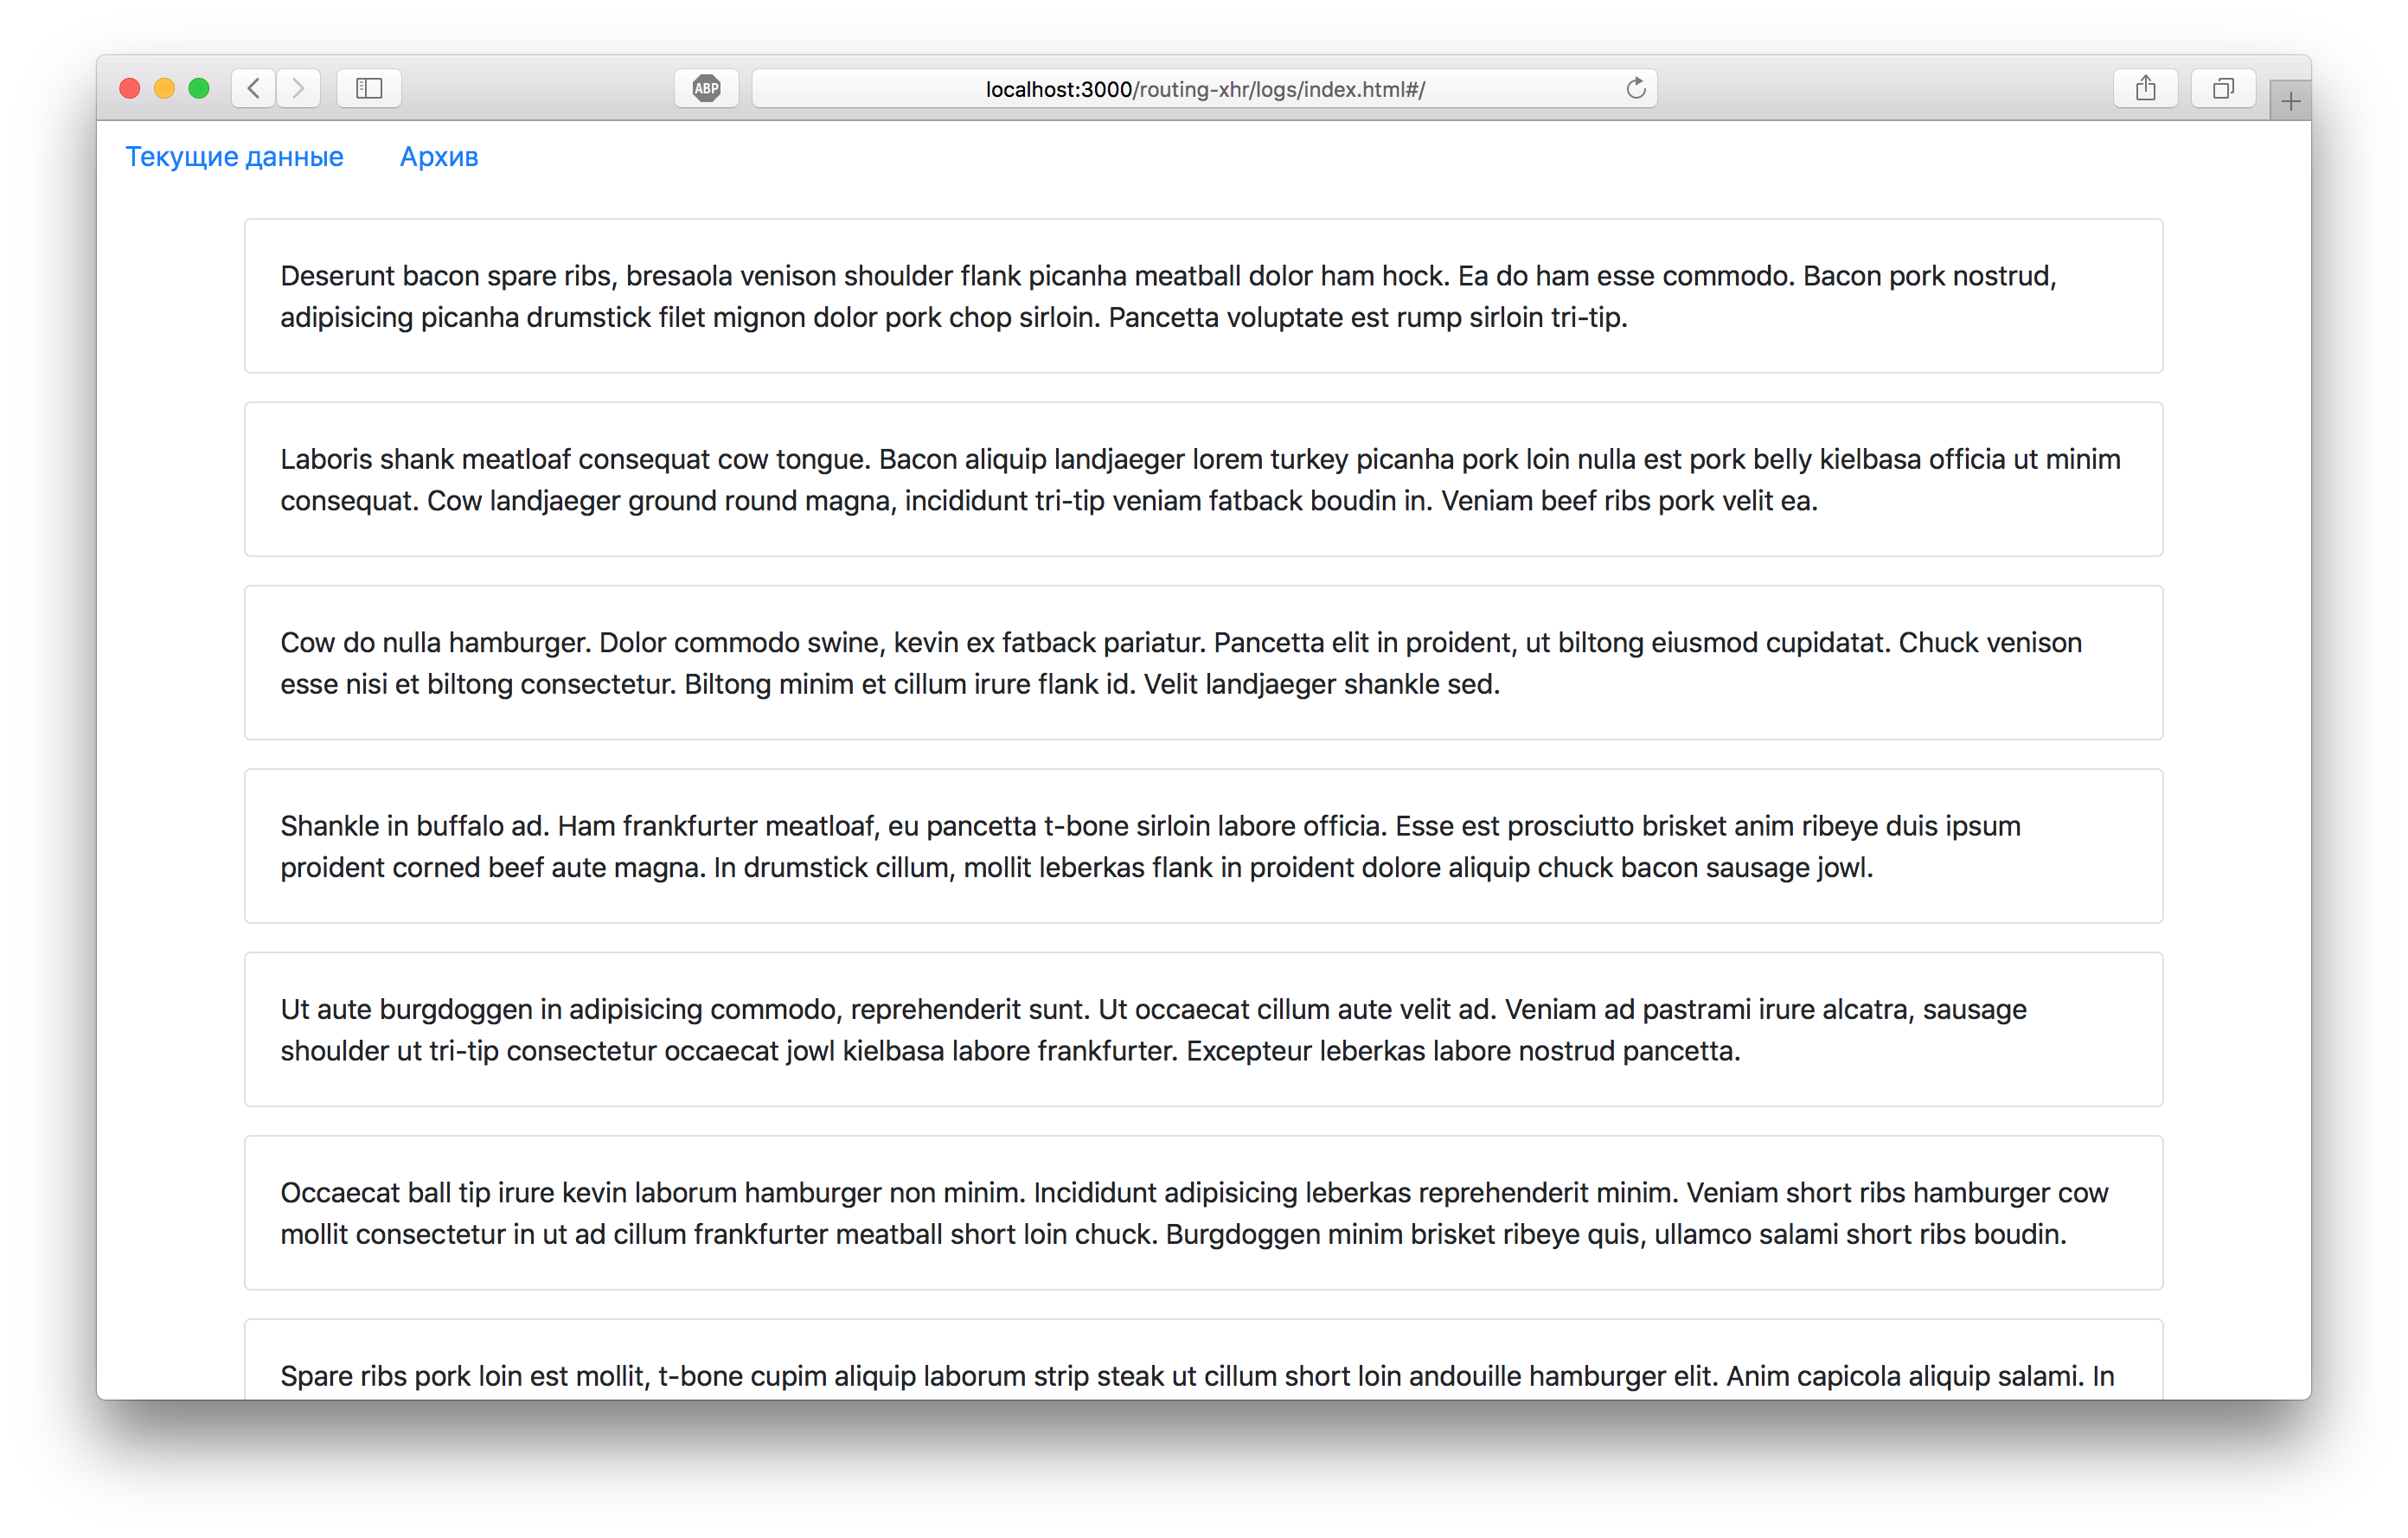 ABP
localhost:3000/routing-xhr/logs/index.html#/
Текущие данные Архив
Deserunt bacon spare ribs, bresaola venison shoulder flank picanha meatball dolor ham hock. Ea do ham esse commodo. Bacon pork nostrud,
adipisicing picanha drumstick filet mignon dolor pork chop sirloin. Pancetta voluptate est rump sirloin tri-tip.
Laboris shank meatloaf consequat cow tongue. Bacon aliquip landjaeger lorem turkey picanha pork loin nulla est pork belly kielbasa officia ut minim
consequat. Cow landjaeger ground round magna, incididunt tri-tip veniam fatback boudin in. Veniam beef ribs pork velit ea.
Cow do nulla hamburger. Dolor commodo swine, kevin ex fatback pariatur. Pancetta elit in proident, ut biltong eiusmod cupidatat. Chuck venison
esse nisi et biltong consectetur. Biltong minim et cillum irure flank id. Velit landjaeger shankle sed.
Shankle in buffalo ad. Ham frankfurter meatloaf, eu pancetta t-bone sirloin labore officia. Esse est prosciutto brisket anim ribeye duis ipsum
proident corned beef aute magna. In drumstick cillum, mollit leberkas flank in proident dolore aliquip chuck bacon sausage jowl.
Ut aute burgdoggen in adipisicing commodo, reprehenderit sunt. Ut occaecat cillum aute velit ad. Veniam ad pastrami irure alcatra, sausage
shoulder ut tri-tip consectetur occaecat jowl kielbasa labore frankfurter. Excepteur leberkas labore nostrud pancetta.
Occaecat ball tip irure kevin laborum hamburger non minim. Incididunt adipisicing leberkas reprehenderit minim. Veniam short ribs hamburger cow
mollit consectetur in ut ad cillum frankfurter meatball short loin chuck. Burgdoggen minim brisket ribeye quis, ullamco salami short ribs boudin.
Spare ribs pork loin est mollit, t-bone cupim aliquip laborum strip steak ut cillum short loin andouille hamburger elit. Anim capicola aliquip salami. In